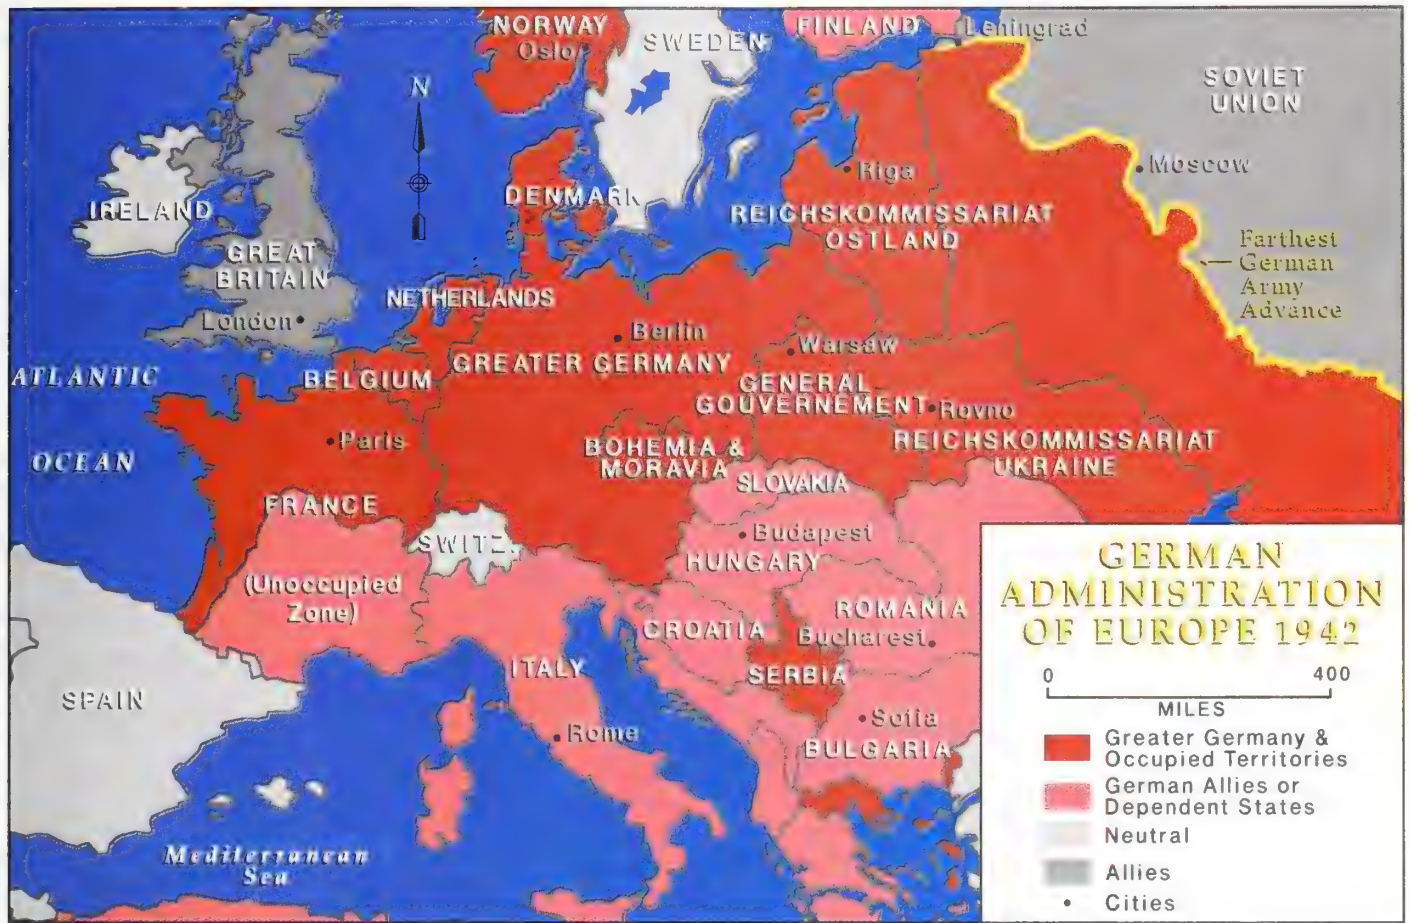 NORWAY
Oslo
SWEDEN
FINLAND
Leningrad
SOVIET
UNION
N
Moscow
Riga
IRELAND
DENMARK
REICHSKOMMISSARIAT
OSTLAND
GREAT
BRITAIN
Farthest
German
Army
Advance
NETHERLANDS
London
Berlin
Warsaw
GREATER GERMANY
ATLANTIC
OCEAN
BELGIUM
GENERAL
GOUVERNEMENT
Rovno
Paris
BOHEMIA &
MORAVIA
REICHSKOMMISSARIAT
UKRAINE
SLOVAKIA
FRANCE
SWITZ.
Budapest
HUNGARY
(Unoccupied
Zone)
ROMANIA
CROATIA
Bucharest
ITALY
SERBIA
SPAIN
Rome
Sofia
BULGARIA
Mediterranean
Sea
GERMAN
ADMINISTRATION
OF EUROPE 1942
0 400
MILES
Greater Germany &
Occupied Territories
German Allies or
Dependent States
Neutral
Allies
Cities